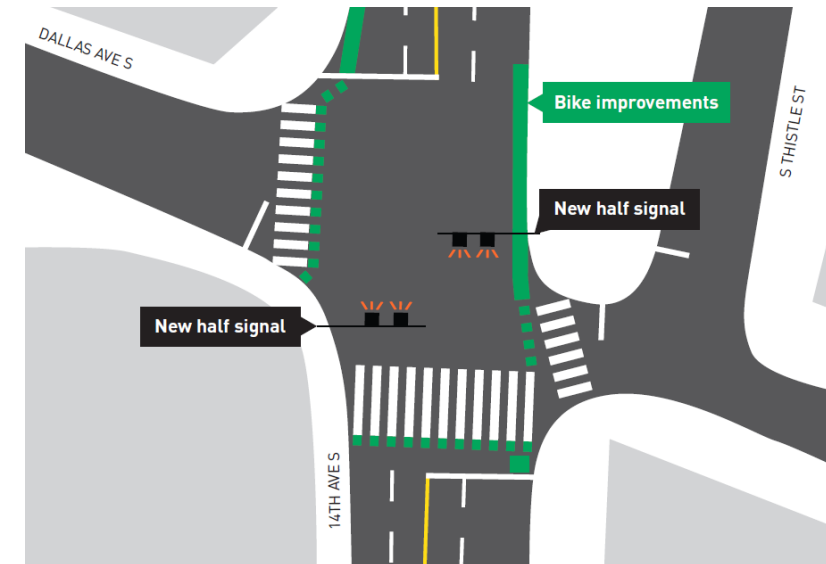 DALLAS AVE S
Bike improvements
S THISTLE ST
New half signal
New half signal
14TH AVE S